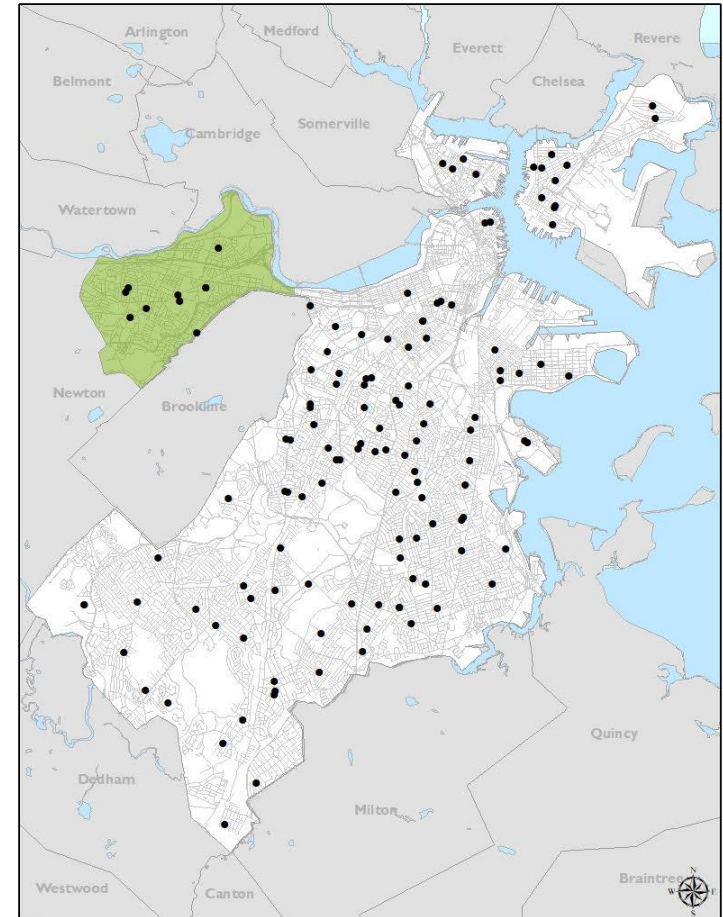 Arlington
Medford
Revere
Everett
Belmont
Chelsea
Somerville
Cambridge
Watertown
Newton
Brookline
Quincy
Dedham
Milton
Braintree
Westwood
Canton
N
W
E
S